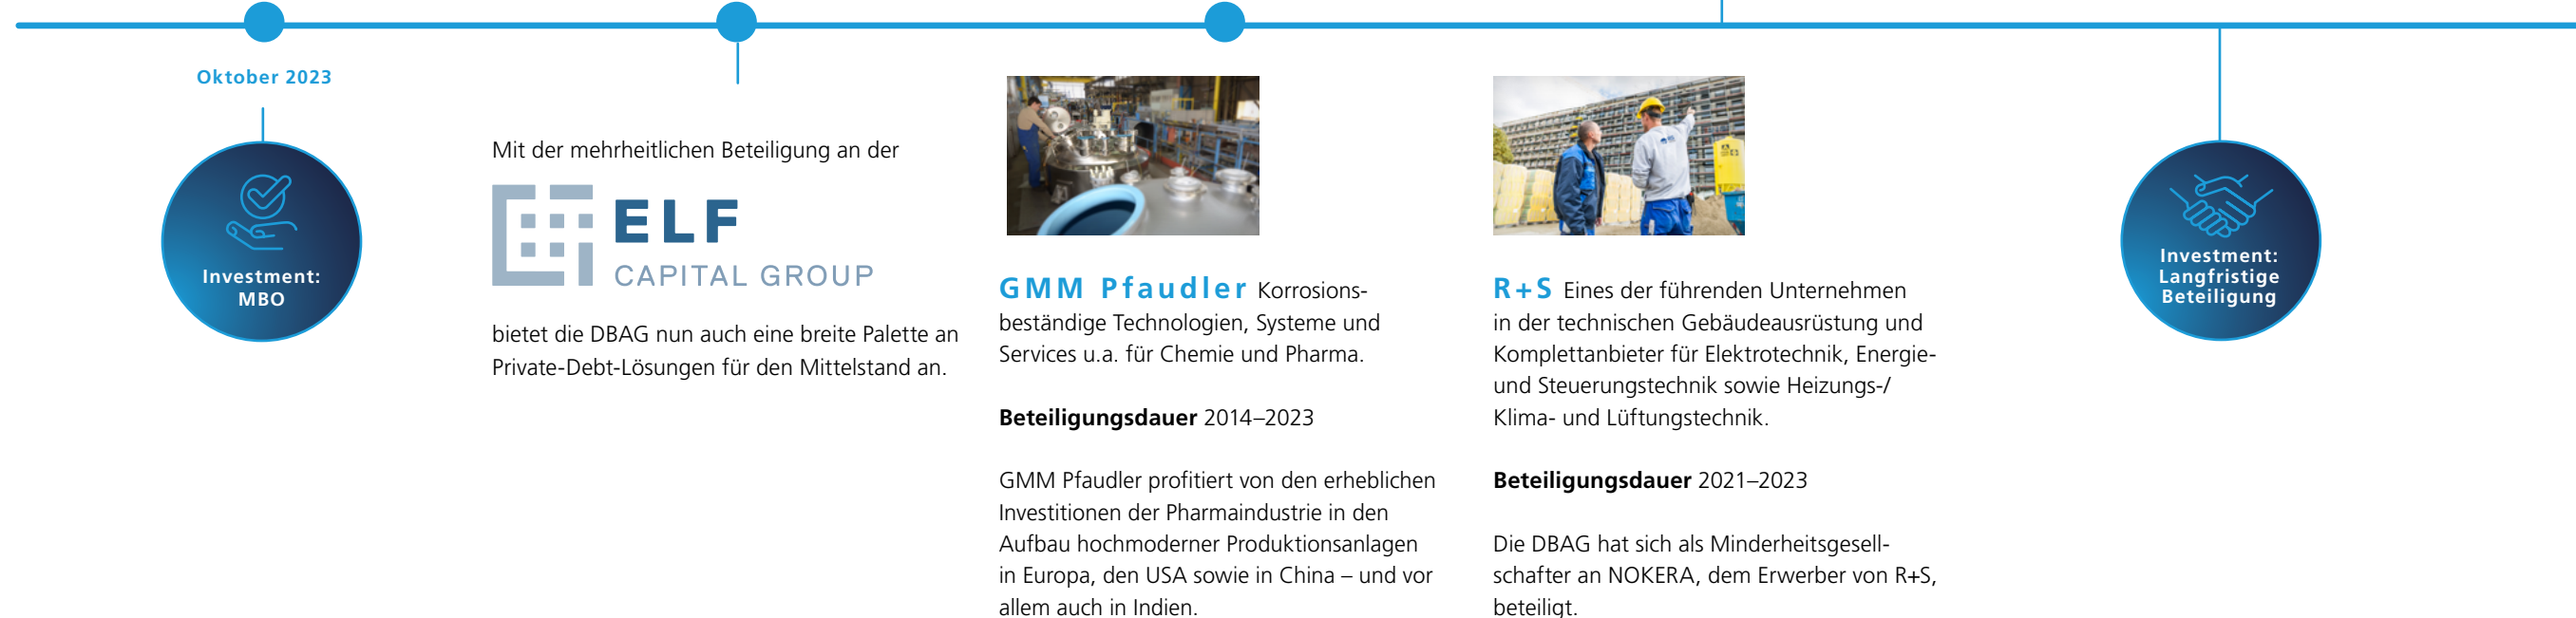 Oktober 2023
Investment:
MBO
Mit der mehrheitlichen Beteiligung an der
ELF
CAPITAL GROUP
bietet die DBAG nun auch eine breite Palette an
Private-Debt-Lösungen für den Mittelstand an.
GMM Pfaudler Korrosions-
beständige Technologien, Systeme und
Services u.a. für Chemie und Pharma.
Beteiligungsdauer 2014–2023
GMM Pfaudler profitiert von den erheblichen
Investitionen der Pharmaindustrie in den
Aufbau hochmoderner Produktionsanlagen
in Europa, den USA sowie in China – und vor
allem auch in Indien.
R+S Eines der führenden Unternehmen
in der technischen Gebäudeausrüstung und
Komplettanbieter für Elektrotechnik, Energie-
und Steuerungstechnik sowie Heizungs-/
Klima- und Lüftungstechnik.
Beteiligungsdauer 2021–2023
Die DBAG hat sich als Minderheitsgesell-
schafter an NOKERA, dem Erwerber von R+S,
beteiligt.
Investment:
Langfristige
Beteiligung